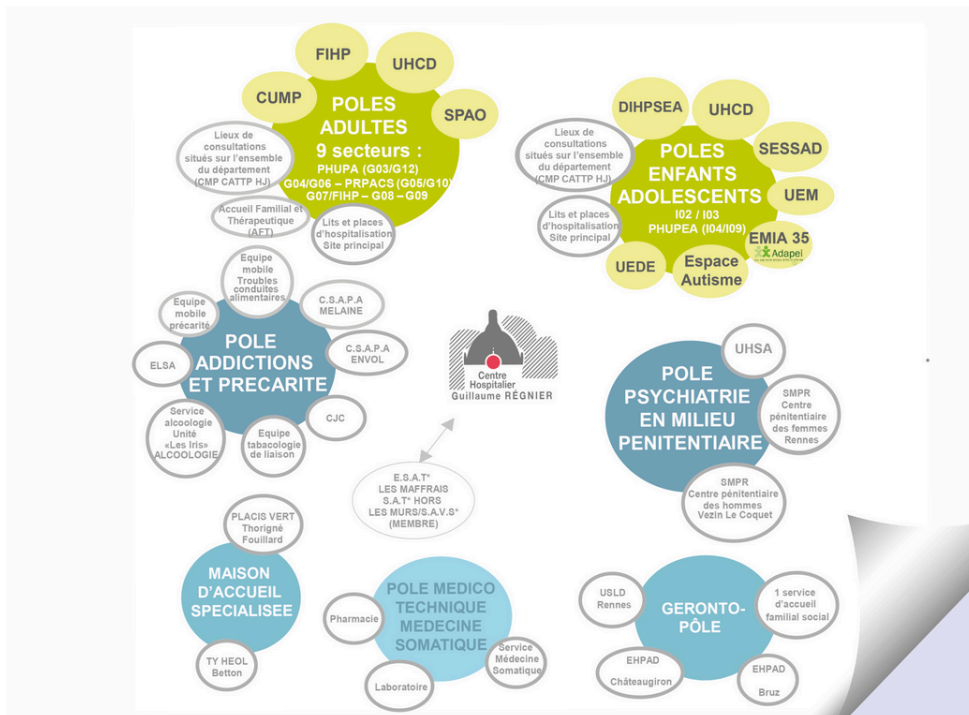 FIHP
UHCD
CUMP
SPAO
POLES
ADULTES
9 secteurs :
PHUPA (G03/G12)
G04/G06 – PRPACS (G05/G10)
G07/FIHP – G08 – G09
Lieux de
consultations
situés sur l'ensemble
du département
(CMP CATTP HJ)
Accueil Familial et
Thérapeutique
(AFT)
Lits et places
d'hospitalisation
Site principal
DIHPSEA
UHCD
SESSAD
UEM
EMIA 35
Adapei
Espace
Autisme
UEDE
POLES
ENFANTS
ADOLESCENTS
I02 / I03
PHUPEA (I04/I09)
Lieux de
consultations
situés sur l'ensemble
du département
(CMP CATTP HJ)
Lits et places
d'hospitalisation
Site principal
Equipe
mobile
Troubles
conduites
alimentaires
Equipe
mobile
précarité
C.S.A.P.A
MELAINE
C.S.A.P.A
ENVOL
ELSA
POLE
ADDICTIONS
ET PRECARITE
CJC
Service
alcoologie
Unité
«Les Iris»
ALCOOLOGIE
Equipe
tabacologie
de liaison
Centre
Hospitalier
Guillaume RÉGNIER
E.S.A.T*
LES MAFFRAIS
S.A.T* HORS
LES MURS/S.A.V.S*
(MEMBRE)
POLE
PSYCHIATRIE
EN MILIEU
PENITENTIAIRE
UHSA
SMPR
Centre
pénitentiaire
des femmes
Rennes
SMPR
Centre pénitentiaire
des hommes
Vezin Le Coquet
PLACIS VERT
Thorigné
Fouillard
MAISON
D'ACCUEIL
SPECIALISEE
TY HEOL
Betton
POLE MEDICO
TECHNIQUE
MEDECINE
SOMATIQUE
Pharmacie
Laboratoire
Service
Médecine
Somatique
USLD
Rennes
GERONTO-
PÔLE
1 service
d'accueil
familial social
EHPAD
Châteaugiron
EHPAD
Bruz